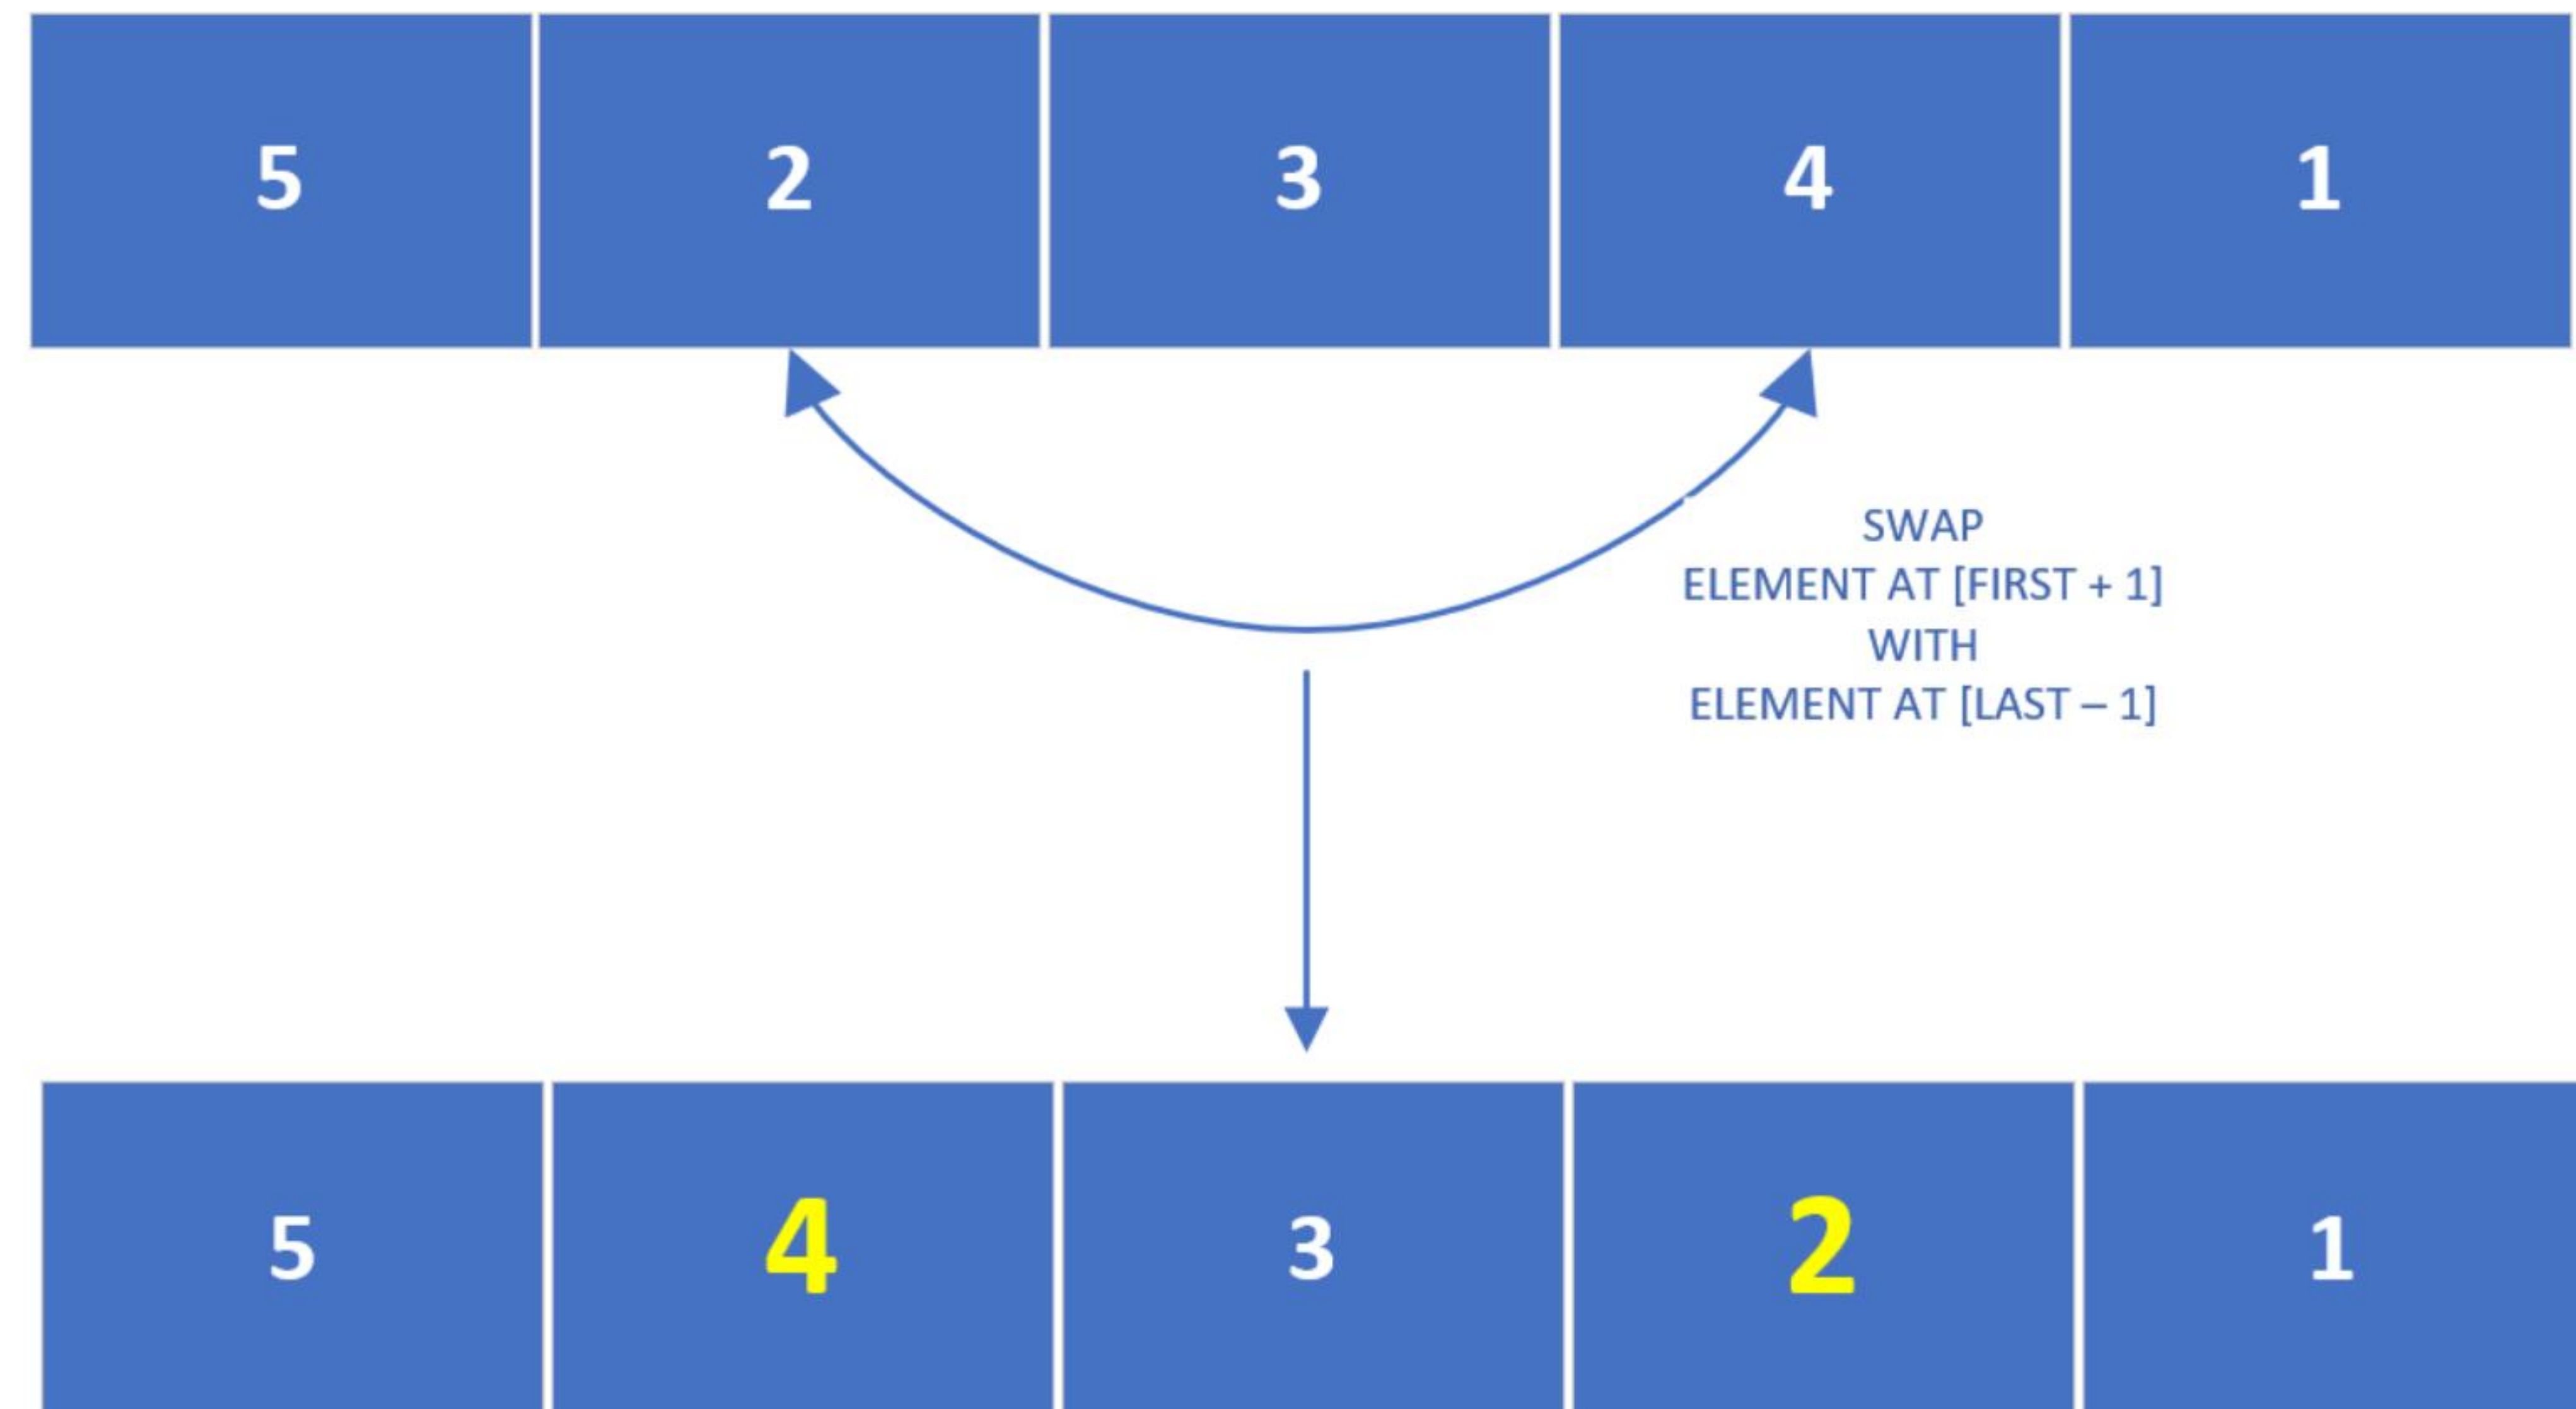 5 2 3 4 1
SWAP
ELEMENT AT [FIRST + 1]
WITH
ELEMENT AT [LAST – 1]
5 4 3 2 1